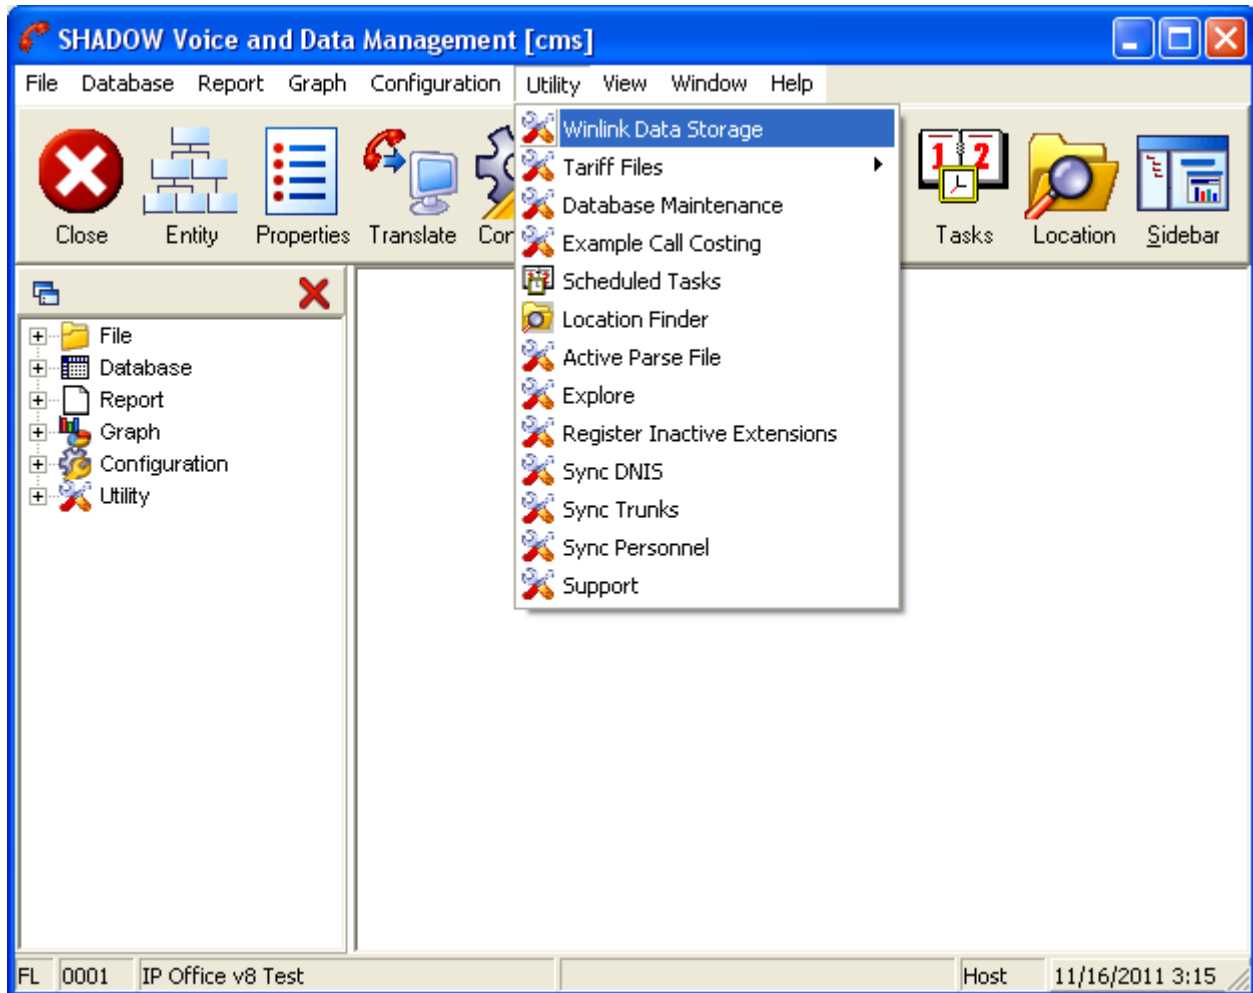 SHADOW Voice and Data Management [cms]
File Database Report Graph Configuration Utility View Window Help
Close Entity Properties Translate Tasks Location Sidebar
Winlink Data Storage
Tariff Files
Database Maintenance
Example Call Costing
Scheduled Tasks
Location Finder
Active Parse File
Explore
Register Inactive Extensions
Sync DNIS
Sync Trunks
Sync Personnel
Support
File
Database
Report
Graph
Configuration
Utility
FL 0001 IP Office v8 Test Host 11/16/2011 3:15